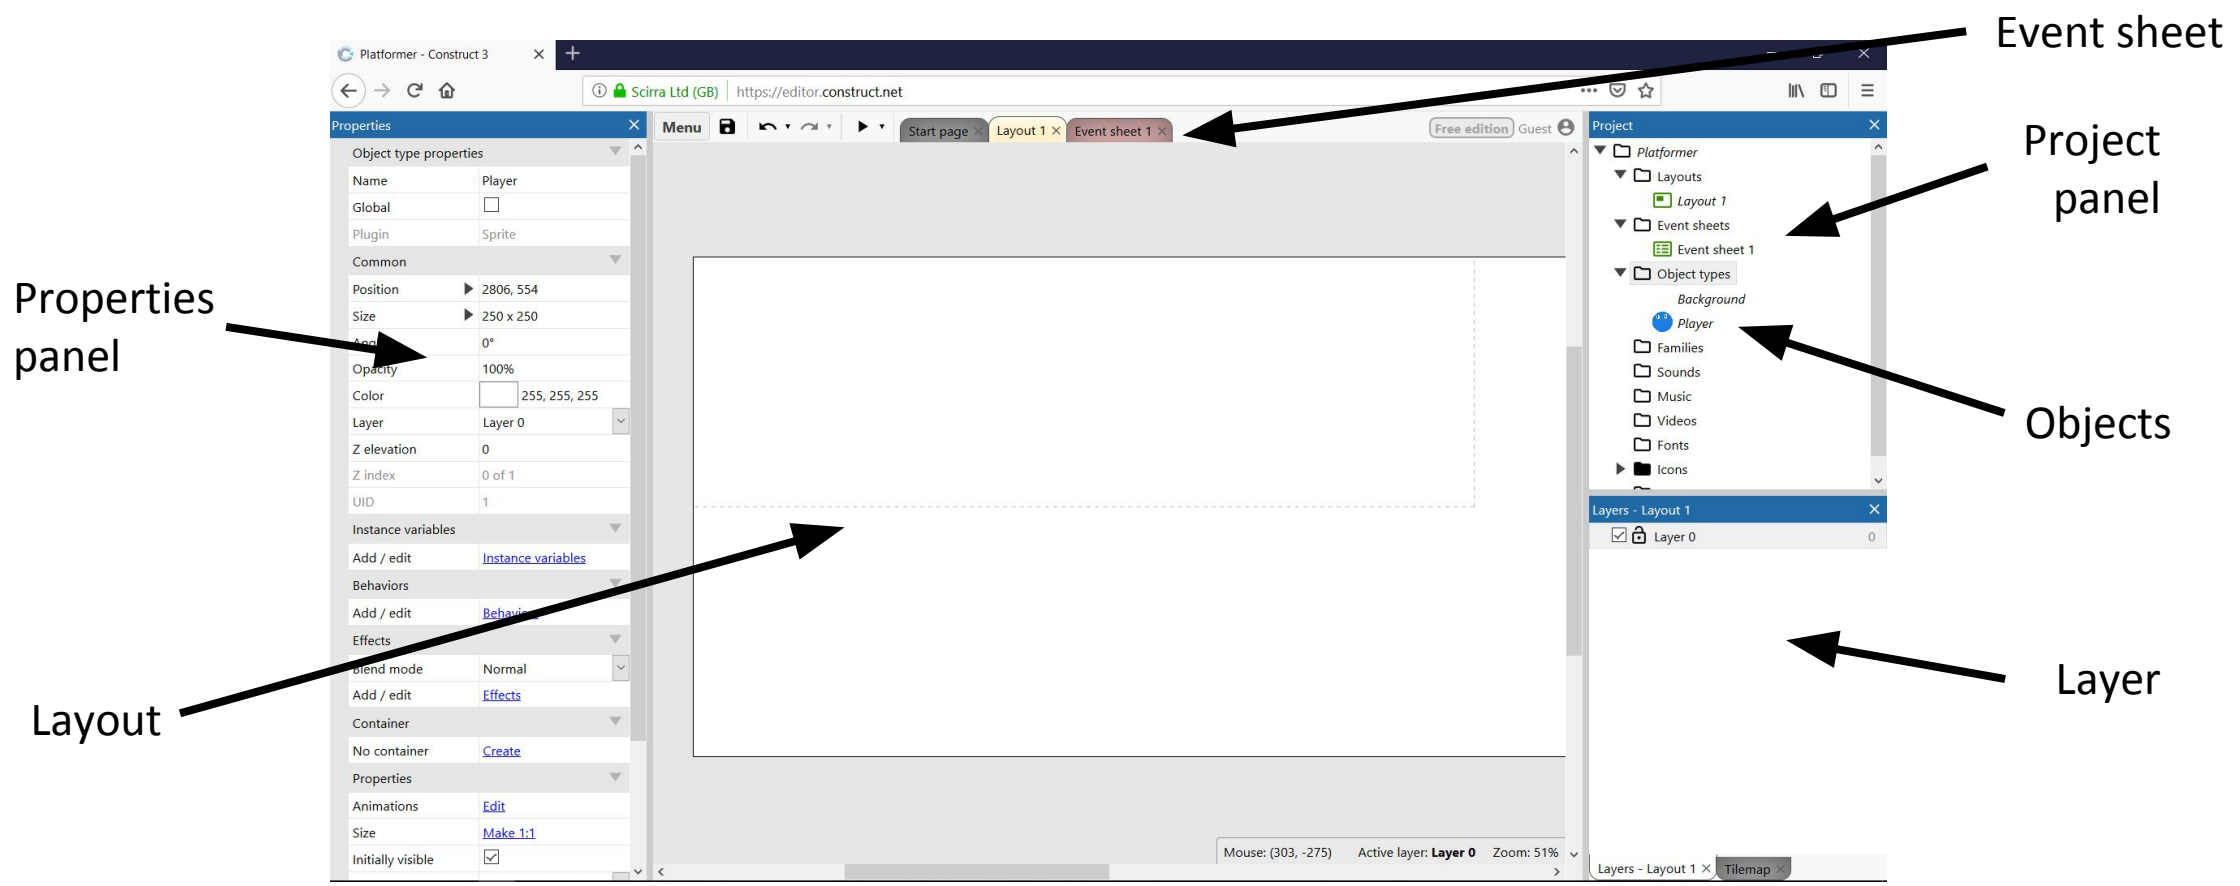 Event sheet
Project
panel
Objects
Layer
Properties
panel
Layout
Platformer - Construct 3
Scirra Ltd (GB) https://editor.construct.net
Properties
Object type properties
Name Player
Global
Plugin Sprite
Common
Position 2806, 554
Size 250 x 250
0°
Opacity 100%
Color 255, 255, 255
Layer Layer 0
Z elevation 0
Z index 0 of 1
UID 1
Instance variables
Add / edit Instance variables
Behaviors
Add / edit
Effects
Blend mode Normal
Add / edit Effects
Container
No container Create
Properties
Animations Edit
Size Make 1:1
Initially visible
Menu
Start page
Layout 1
Event sheet 1
Free edition Guest
Mouse: (303, -275) Active layer: Layer 0 Zoom: 51%
Project
Platformer
Layouts
Layout 1
Event sheets
Event sheet 1
Object types
Background
Player
Families
Sounds
Music
Videos
Fonts
Icons
Layers - Layout 1
Layer 0 0
Layers - Layout 1
Tilemap